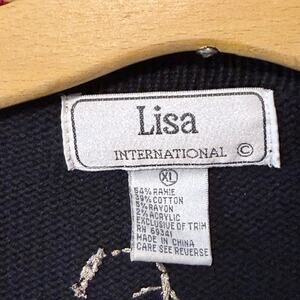 Lisa
INTERNATIONAL ©
XL
54% RAMIE
39% COTTON
5% RAYON
2% ACRYLIC
EXCLUSIVE OF TRIM
RN 69341
MADE IN CHINA
CARE SEE REVERSE